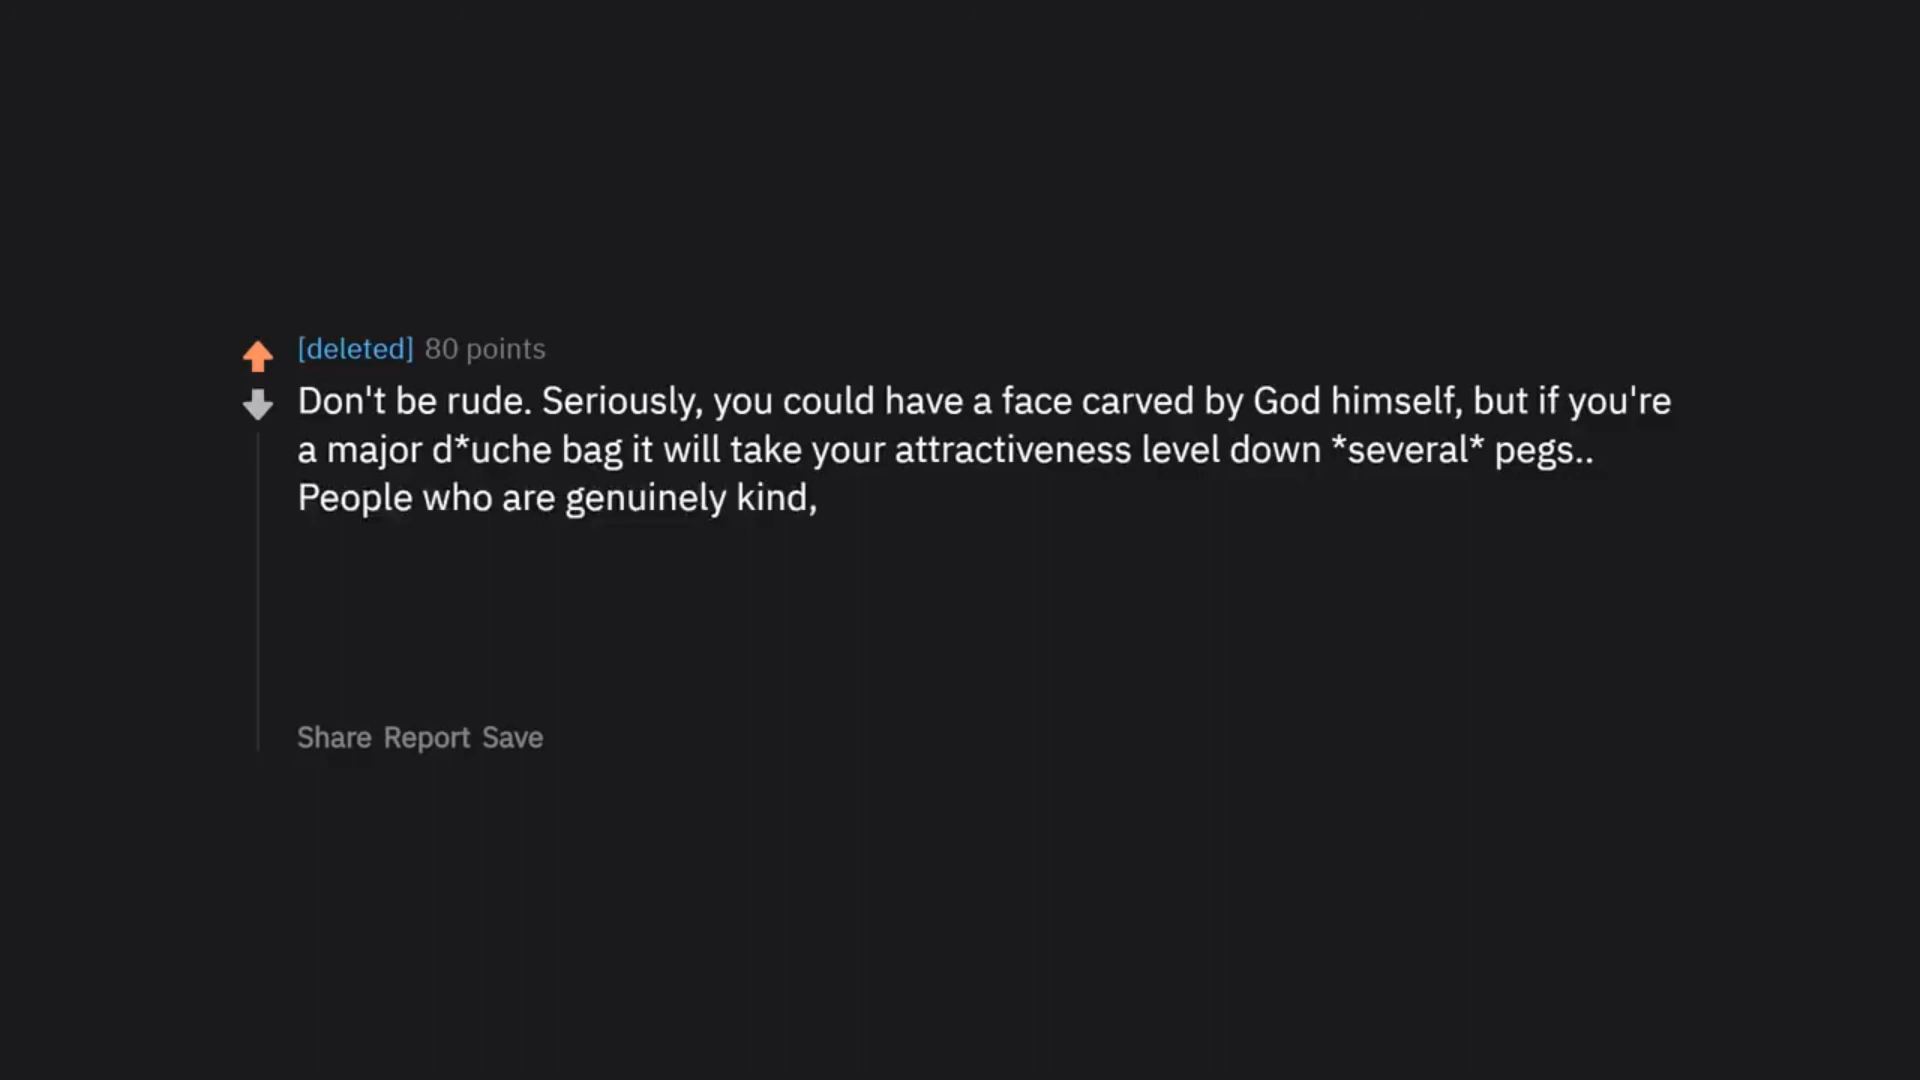 [deleted] 80 points
Don't be rude. Seriously, you could have a face carved by God himself, but if you're
a major d*uche bag it will take your attractiveness level down *several* pegs..
People who are genuinely kind,
Share Report Save